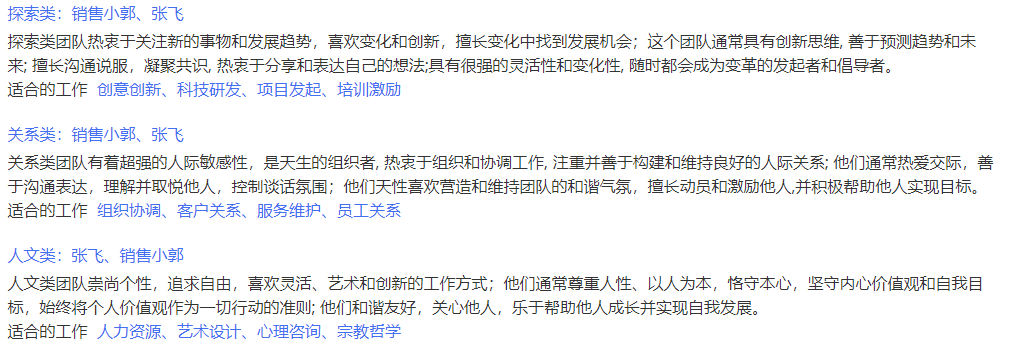 探索类：销售小郭、张飞
探索类团队热衷于关注新的事物和发展趋势，喜欢变化和创新，擅长变化中找到发展机会；这个团队通常具有创新思维, 善于预测趋势和未
来; 擅长沟通说服，凝聚共识, 热衷于分享和表达自己的想法;具有很强的灵活性和变化性, 随时都会成为变革的发起者和倡导者。
适合的工作 创意创新、科技研发、项目发起、培训激励
关系类：销售小郭、张飞
关系类团队有着超强的人际敏感性，是天生的组织者, 热衷于组织和协调工作, 注重并善于构建和维持良好的人际关系; 他们通常热爱交际，善
于沟通表达，理解并取悦他人，控制谈话氛围；他们天性喜欢营造和维持团队的和谐气氛，擅长动员和激励他人,并积极帮助他人实现目标。
适合的工作 组织协调、客户关系、服务维护、员工关系
人文类：张飞、销售小郭
人文类团队崇尚个性，追求自由，喜欢灵活、艺术和创新的工作方式；他们通常尊重人性、以人为本，恪守本心，坚守内心价值观和自我目
标，始终将个人价值观作为一切行动的准则; 他们和谐友好，关心他人，乐于帮助他人成长并实现自我发展。
适合的工作 人力资源、艺术设计、心理咨询、宗教哲学